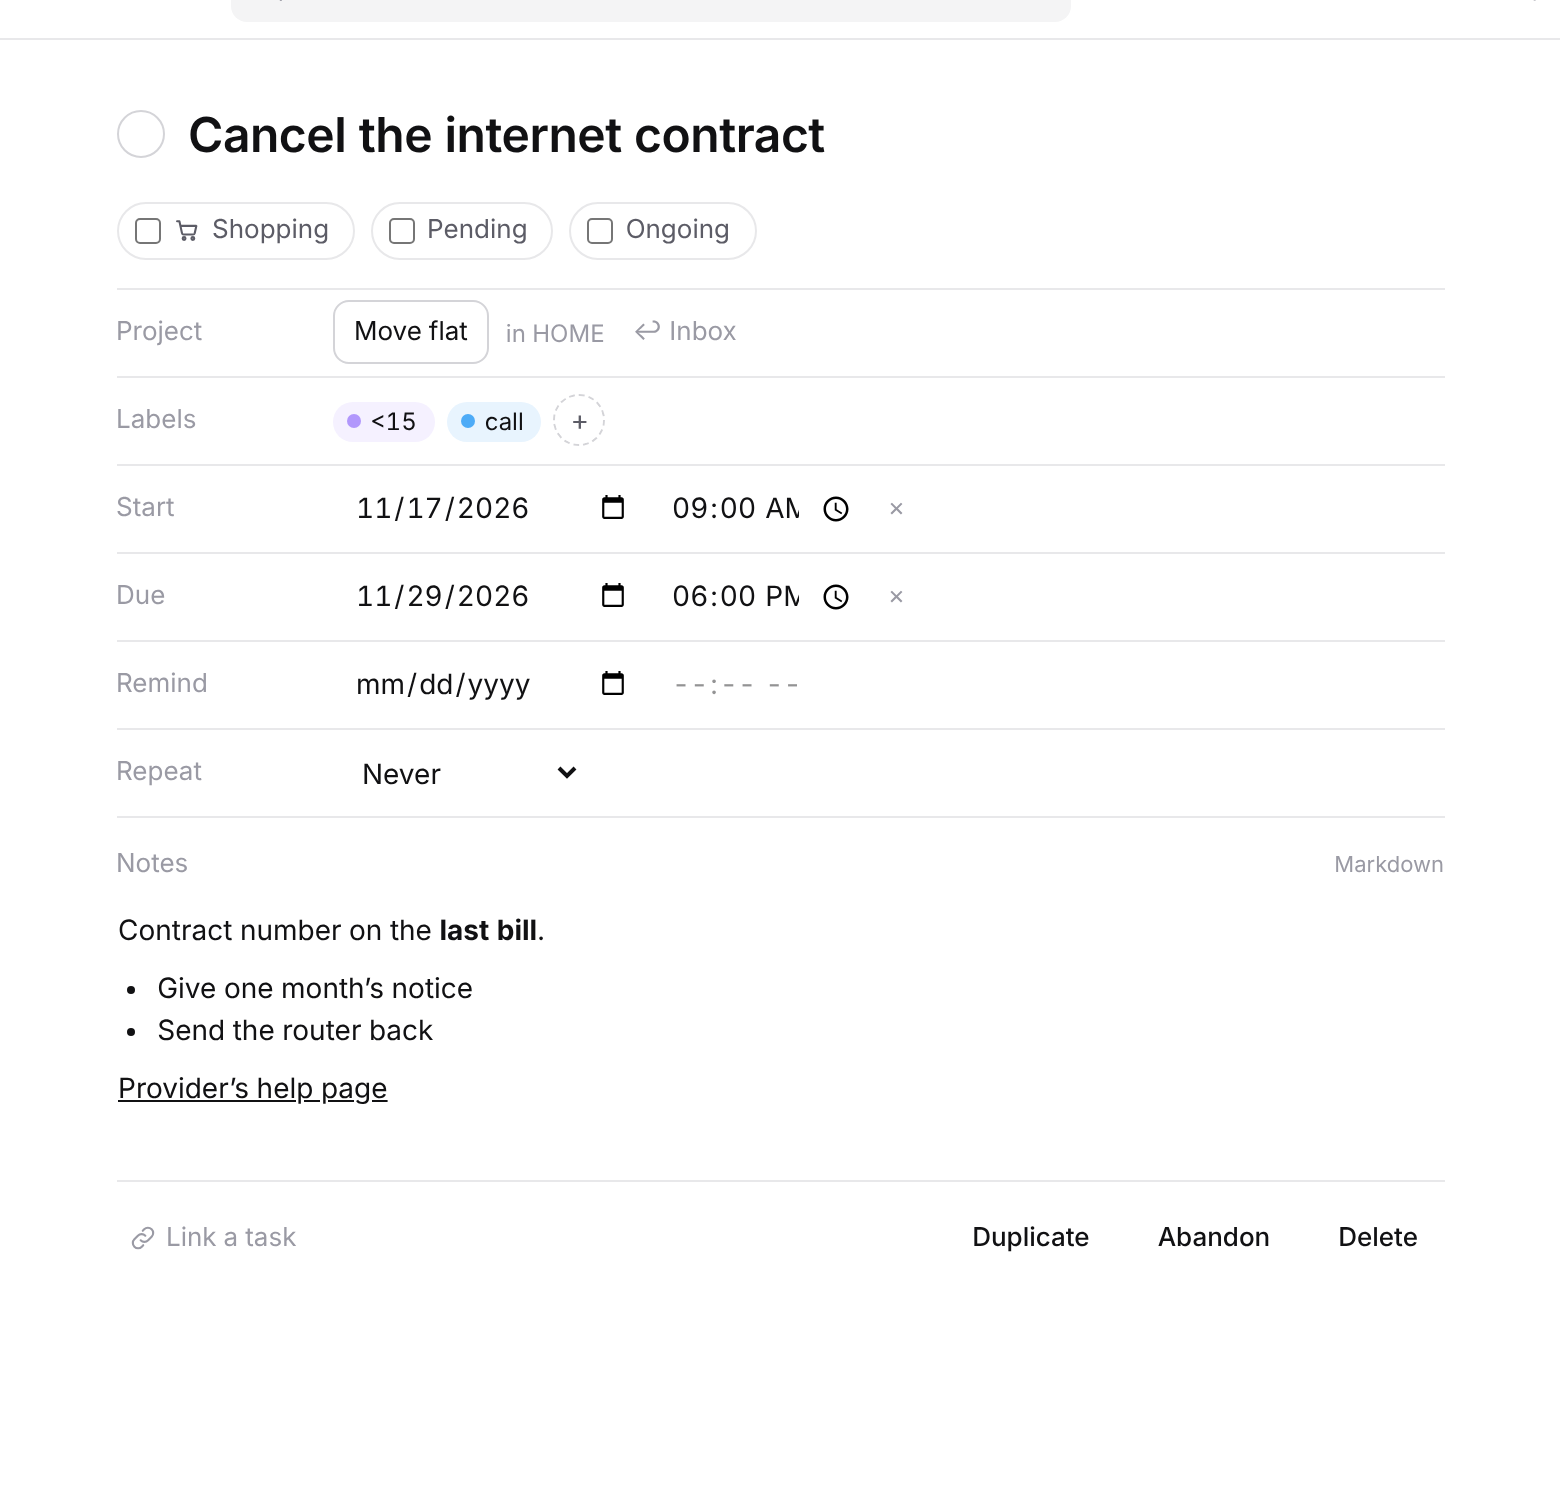 Cancel the internet contract
Shopping Pending Ongoing
Project Move flat in HOME Inbox
Labels <15 call +
Start 11/17/2026 09:00 AM ×
Due 11/29/2026 06:00 PM ×
Remind mm/dd/yyyy --:-- --
Repeat Never
Notes Markdown
Contract number on the last bill.
• Give one month’s notice
• Send the router back
Provider’s help page
Link a task Duplicate Abandon Delete